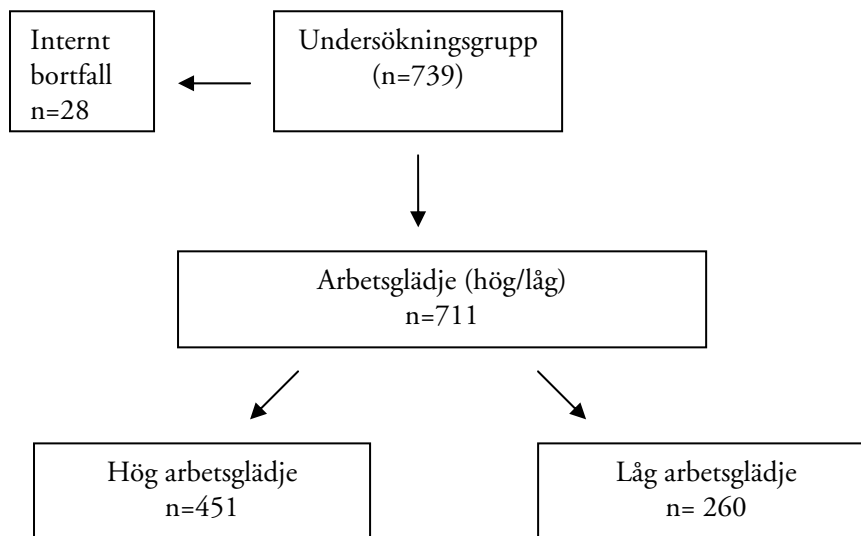 Internt
bortfall
n=28
Undersökningsgrupp
(n=739)
Arbetsglädje (hög/låg)
n=711
Hög arbetsglädje
n=451
Låg arbetsglädje
n= 260